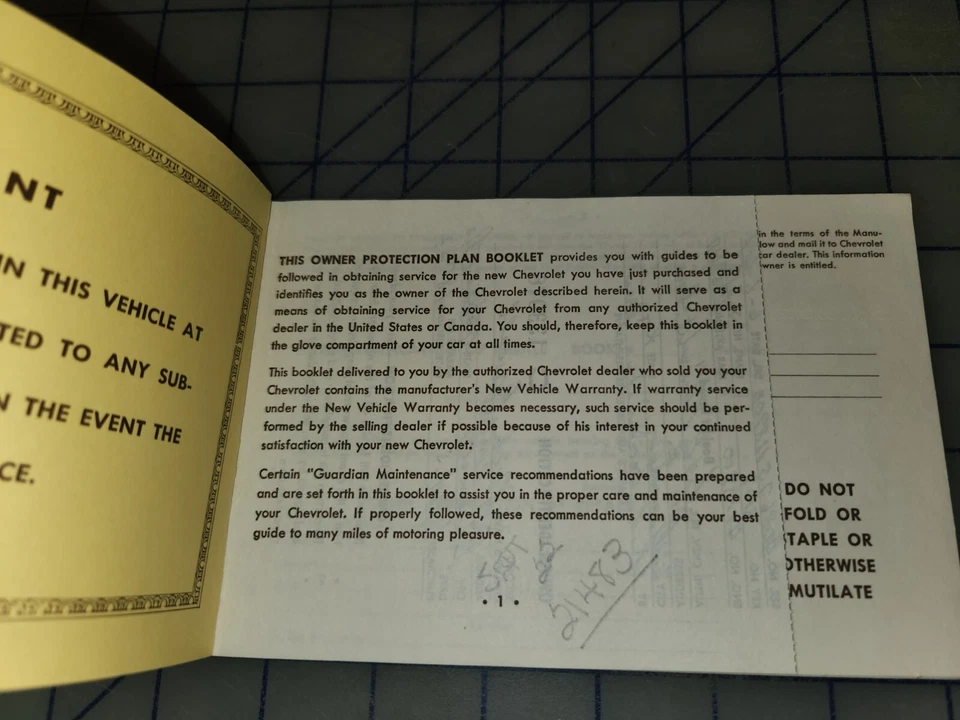 NT
IN THIS VEHICLE AT
TED TO ANY SUB-
N THE EVENT THE
CE.
THIS OWNER PROTECTION PLAN BOOKLET provides you with guides to be
followed in obtaining service for the new Chevrolet you have just purchased and
identifies you as the owner of the Chevrolet described herein. It will serve as a
means of obtaining service for your Chevrolet from any authorized Chevrolet
dealer in the United States or Canada. You should, therefore, keep this booklet in
the glove compartment of your car at all times.
This booklet delivered to you by the authorized Chevrolet dealer who sold you your
Chevrolet contains the manufacturer's New Vehicle Warranty. If warranty service
under the New Vehicle Warranty becomes necessary, such service should be per-
formed by the selling dealer if possible because of his interest in your continued
satisfaction with your new Chevrolet.
Certain "Guardian Maintenance" service recommendations have been prepared
and are set forth in this booklet to assist you in the proper care and maintenance of
your Chevrolet. If properly followed, these recommendations can be your best
guide to many miles of motoring pleasure.
21483
• 1 •
in the terms of the Manu-
low and mail it to Chevrolet
car dealer. This information
wner is entitled.
DO NOT
FOLD OR
TAPLE OR
OTHERWISE
MUTILATE